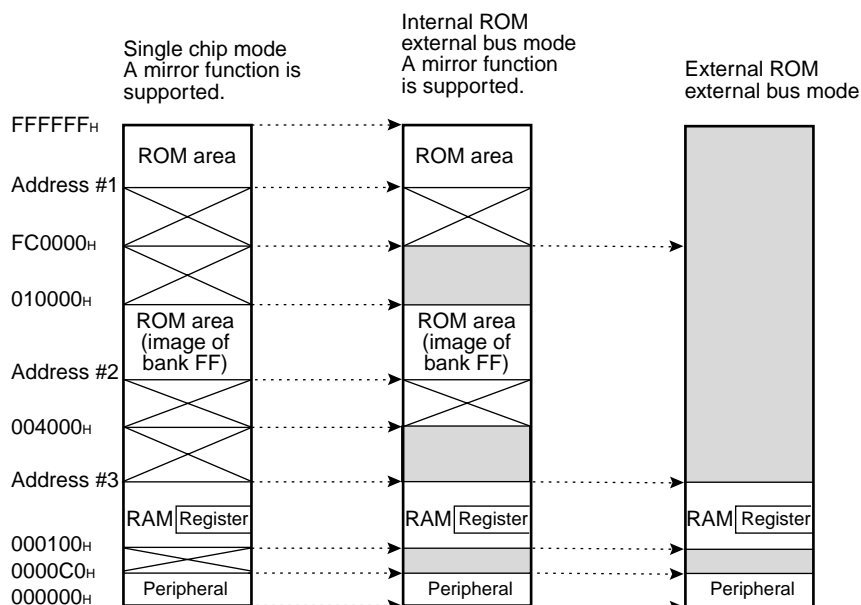 Single chip mode
A mirror function is
supported.
Internal ROM
external bus mode
A mirror function
is supported.
External ROM
external bus mode
FFFFFFH
ROM area
ROM area
Address #1
FC0000H
010000H
ROM area
(image of
bank FF)
ROM area
(image of
bank FF)
Address #2
004000H
Address #3
RAM Register
RAM Register
RAM Register
000100H
0000C0H
Peripheral
Peripheral
Peripheral
000000H